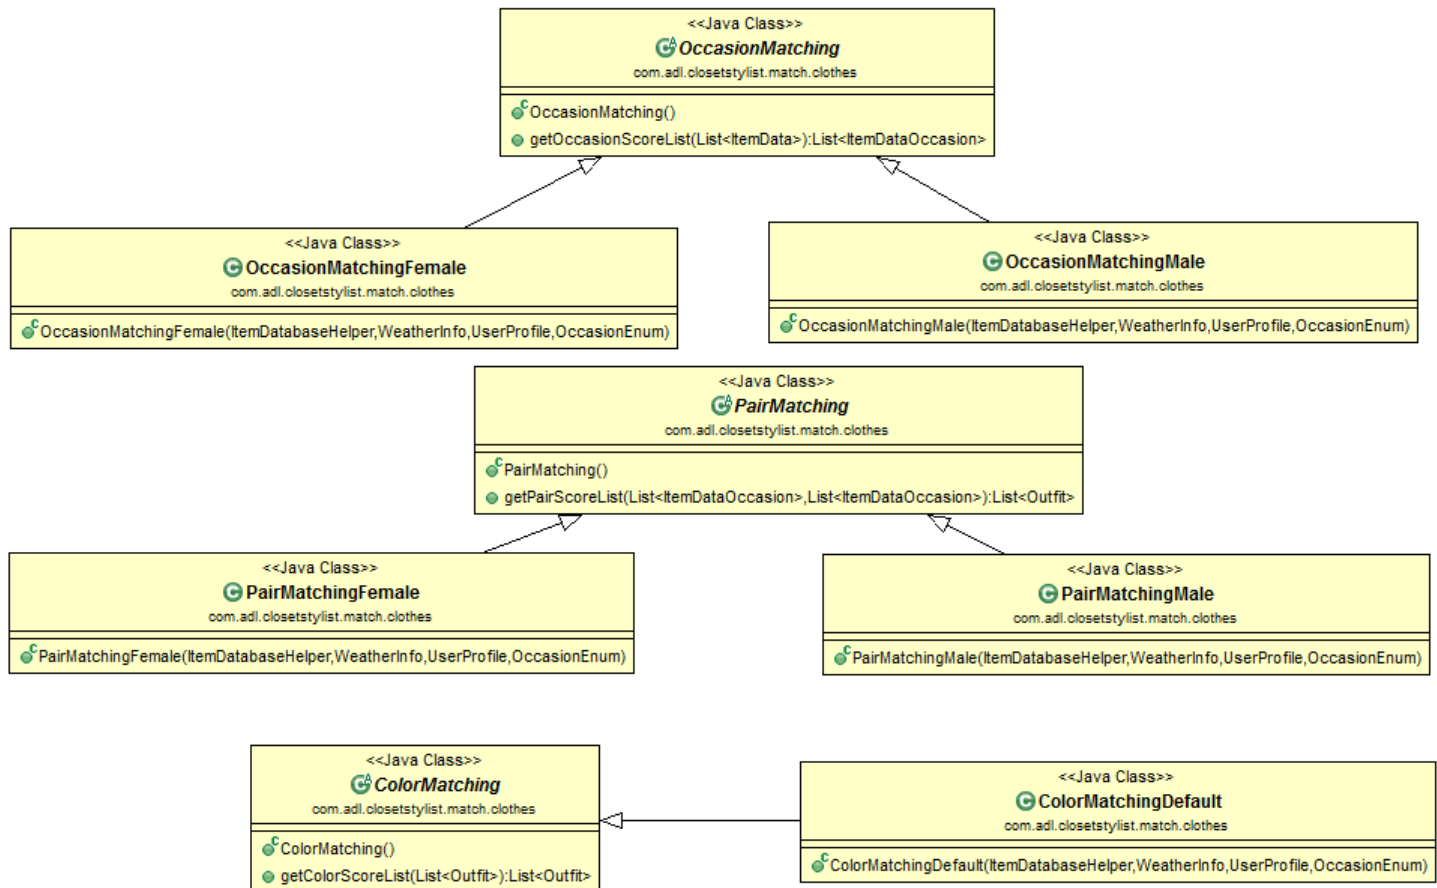 <<Java Class>>
OccasionMatching
com.adl.closetstylist.match.clothes
OccasionMatching()
getOccasionScoreList(List<ItemData>):List<ItemDataOccasion>
<<Java Class>>
OccasionMatchingFemale
com.adl.closetstylist.match.clothes
OccasionMatchingFemale(ItemDatabaseHelper,WeatherInfo,UserProfile,OccasionEnum)
<<Java Class>>
OccasionMatchingMale
com.adl.closetstylist.match.clothes
OccasionMatchingMale(ItemDatabaseHelper,WeatherInfo,UserProfile,OccasionEnum)
<<Java Class>>
PairMatching
com.adl.closetstylist.match.clothes
PairMatching()
getPairScoreList(List<ItemDataOccasion>,List<ItemDataOccasion>):List<Outfit>
<<Java Class>>
PairMatchingFemale
com.adl.closetstylist.match.clothes
PairMatchingFemale(ItemDatabaseHelper,WeatherInfo,UserProfile,OccasionEnum)
<<Java Class>>
PairMatchingMale
com.adl.closetstylist.match.clothes
PairMatchingMale(ItemDatabaseHelper,WeatherInfo,UserProfile,OccasionEnum)
<<Java Class>>
ColorMatching
com.adl.closetstylist.match.clothes
ColorMatching()
getColorScoreList(List<Outfit>):List<Outfit>
<<Java Class>>
ColorMatchingDefault
com.adl.closetstylist.match.clothes
ColorMatchingDefault(ItemDatabaseHelper,WeatherInfo,UserProfile,OccasionEnum)